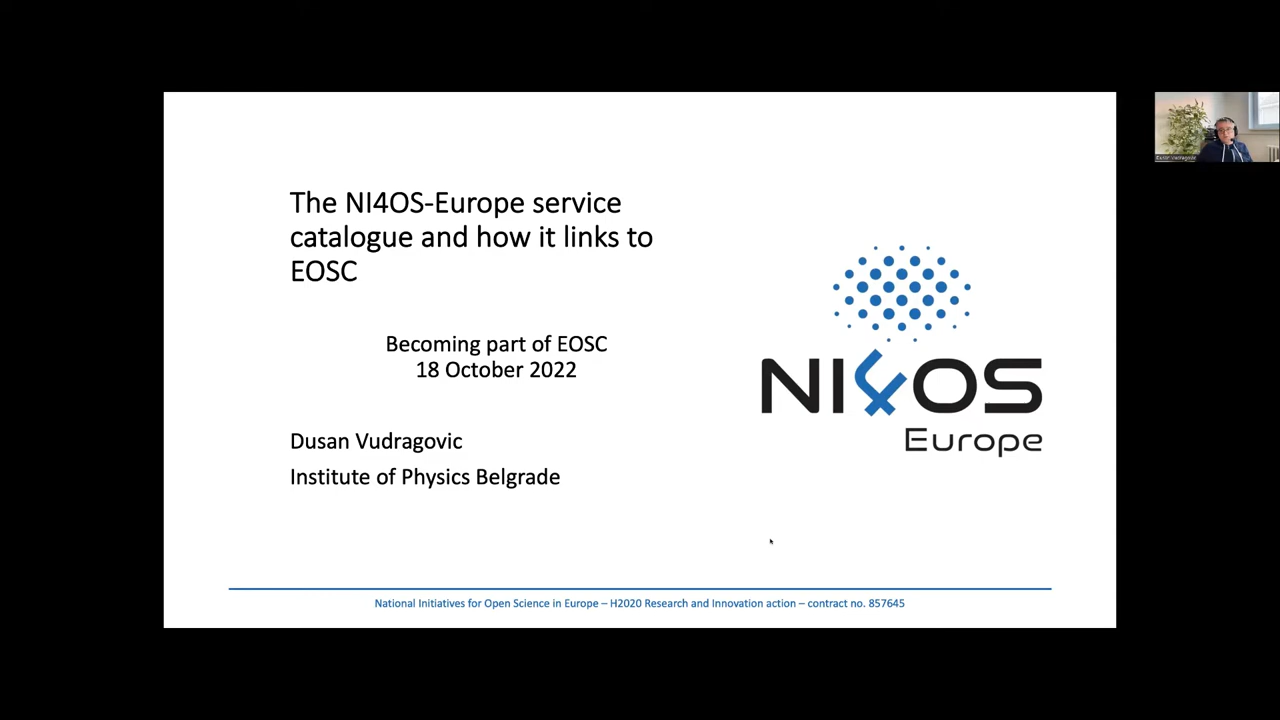 The NI4OS-Europe service
catalogue and how it links to
EOSC
Becoming part of EOSC
18 October 2022
Dusan Vudragovic
Institute of Physics Belgrade
NI4OS
Europe
National Initiatives for Open Science in Europe – H2020 Research and Innovation action – contract no. 857645
Dusan Vudragovic